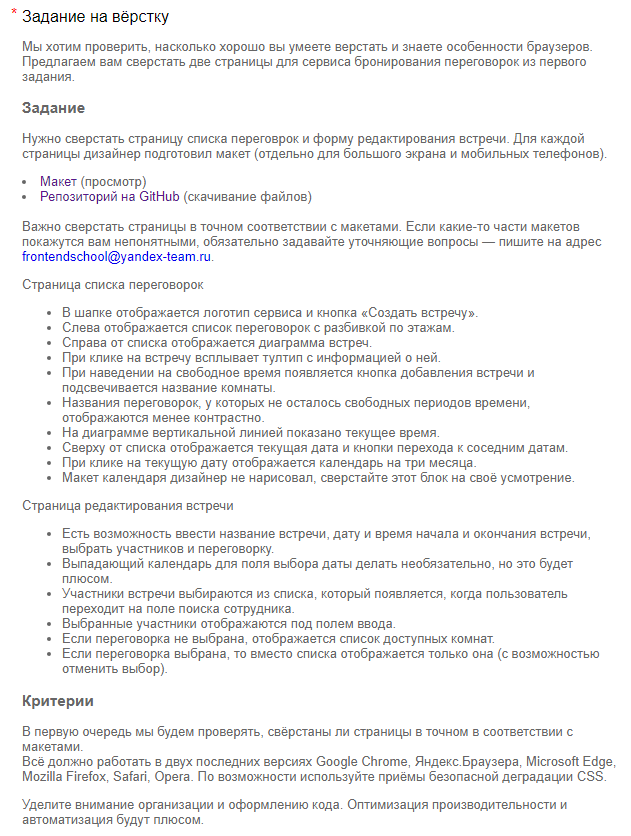 * Задание на вёрстку
Мы хотим проверить, насколько хорошо вы умеете верстать и знаете особенности браузеров.
Предлагаем вам сверстать две страницы для сервиса бронирования переговорок из первого
задания.
Задание
Нужно сверстать страницу списка переговрок и форму редактирования встречи. Для каждой
страницы дизайнер подготовил макет (отдельно для большого экрана и мобильных телефонов).
• Макет (просмотр)
• Репозиторий на GitHub (скачивание файлов)
Важно сверстать страницы в точном соответствии с макетами. Если какие-то части макетов
покажутся вам непонятными, обязательно задавайте уточняющие вопросы — пишите на адрес
frontendschool@yandex-team.ru.
Страница списка переговорок
• В шапке отображается логотип сервиса и кнопка «Создать встречу».
• Слева отображается список переговорок с разбивкой по этажам.
• Справа от списка отображается диаграмма встреч.
• При клике на встречу всплывает тултип с информацией о ней.
• При наведении на свободное время появляется кнопка добавления встречи и
подсвечивается название комнаты.
• Названия переговорок, у которых не осталось свободных периодов времени,
отображаются менее контрастно.
• На диаграмме вертикальной линией показано текущее время.
• Сверху от списка отображается текущая дата и кнопки перехода к соседним датам.
• При клике на текущую дату отображается календарь на три месяца.
• Макет календаря дизайнер не нарисовал, сверстайте этот блок на своё усмотрение.
Страница редактирования встречи
• Есть возможность ввести название встречи, дату и время начала и окончания встречи,
выбрать участников и переговорку.
• Выпадающий календарь для поля выбора даты делать необязательно, но это будет
плюсом.
• Участники встречи выбираются из списка, который появляется, когда пользователь
переходит на поле поиска сотрудника.
• Выбранные участники отображаются под полем ввода.
• Если переговорка не выбрана, отображается список доступных комнат.
• Если переговорка выбрана, то вместо списка отображается только она (с возможностью
отменить выбор).
Критерии
В первую очередь мы будем проверять, свёрстаны ли страницы в точном в соответствии с
макетами.
Всё должно работать в двух последних версиях Google Chrome, Яндекс.Браузера, Microsoft Edge,
Mozilla Firefox, Safari, Opera. По возможности используйте приёмы безопасной деградации CSS.
Уделите внимание организации и оформлению кода. Оптимизация производительности и
автоматизация будут плюсом.